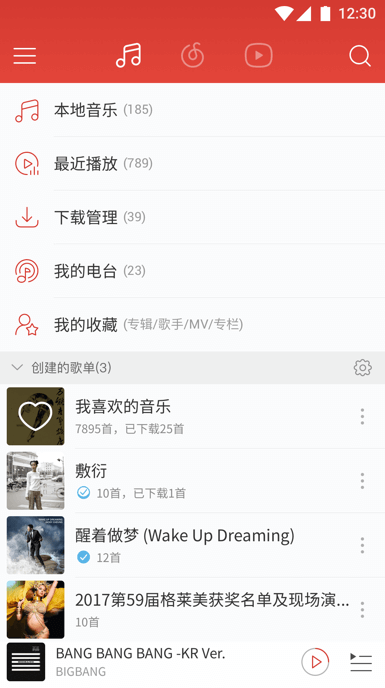 12:30
本地音乐 (185)
最近播放 (789)
下载管理 (39)
我的电台 (23)
我的收藏 (专辑/歌手/MV/专栏)
创建的歌单(3)
我喜欢的音乐
7895首，已下载25首
敷衍
10首，已下载1首
醒着做梦 (Wake Up Dreaming)
12首
2017第59届格莱美获奖名单及现场演...
10首
BANG BANG BANG -KR Ver.
BIGBANG